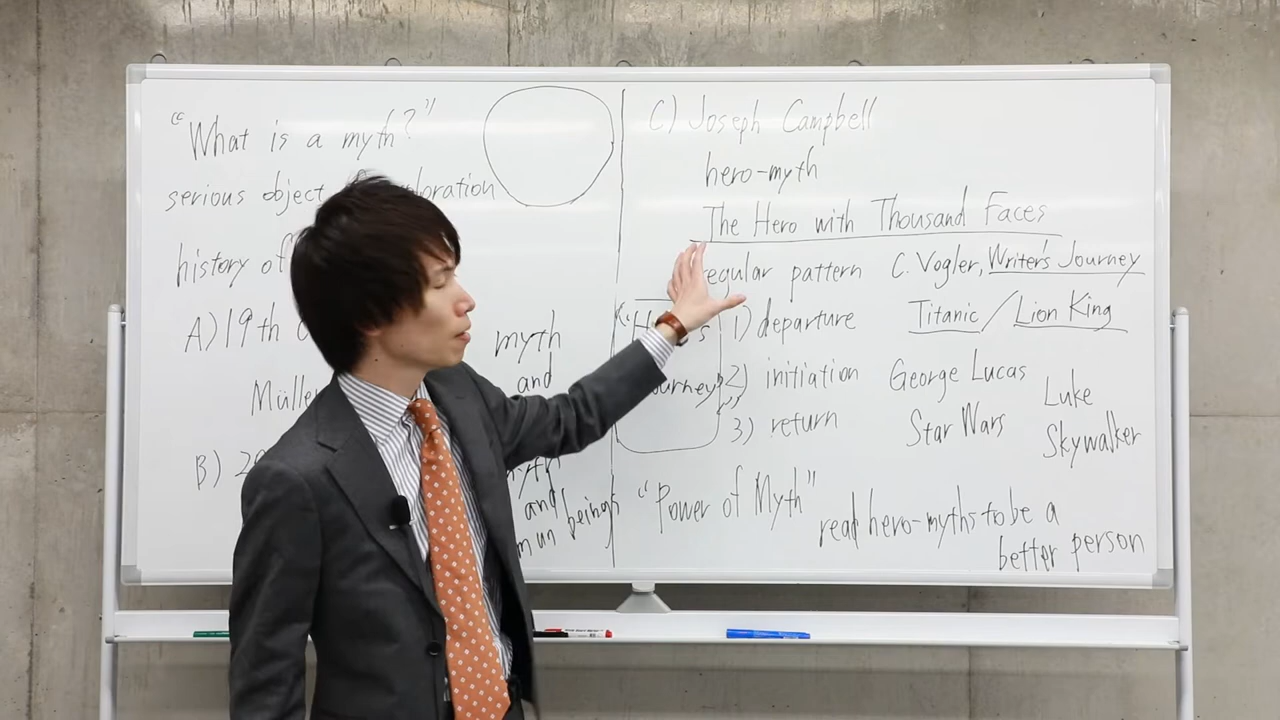 "What is a myth?"
serious object exploration
history of
A) 19th
myth
and
Müller
B)
myth
and
beings
C) Joseph Campbell
hero-myth
The Hero with Thousand Faces
regular pattern C. Vogler, Writer's Journey
1) departure Titanic / Lion King
2) initiation George Lucas Luke
3) return Star Wars Skywalker
"Power of Myth"
read hero-myths to be a
better person